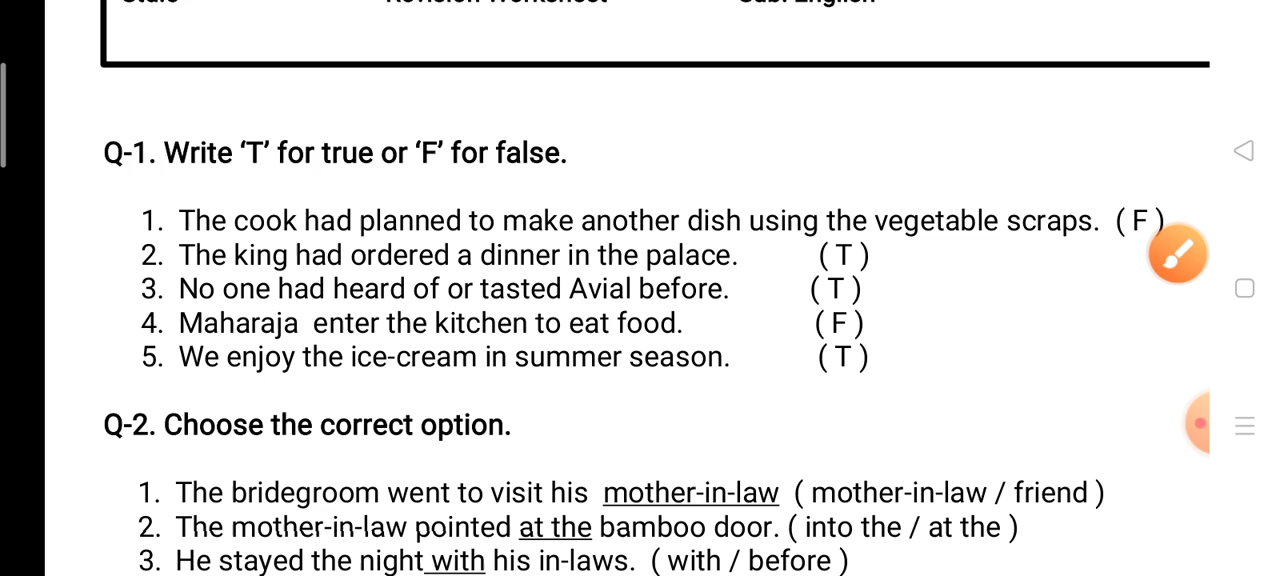 Q-1. Write ‘T’ for true or ‘F’ for false.
1. The cook had planned to make another dish using the vegetable scraps. ( F )
2. The king had ordered a dinner in the palace. ( T )
3. No one had heard of or tasted Avial before. ( T )
4. Maharaja enter the kitchen to eat food. ( F )
5. We enjoy the ice-cream in summer season. ( T )
Q-2. Choose the correct option.
1. The bridegroom went to visit his mother-in-law ( mother-in-law / friend )
2. The mother-in-law pointed at the bamboo door. ( into the / at the )
3. He stayed the night with his in-laws. ( with / before )